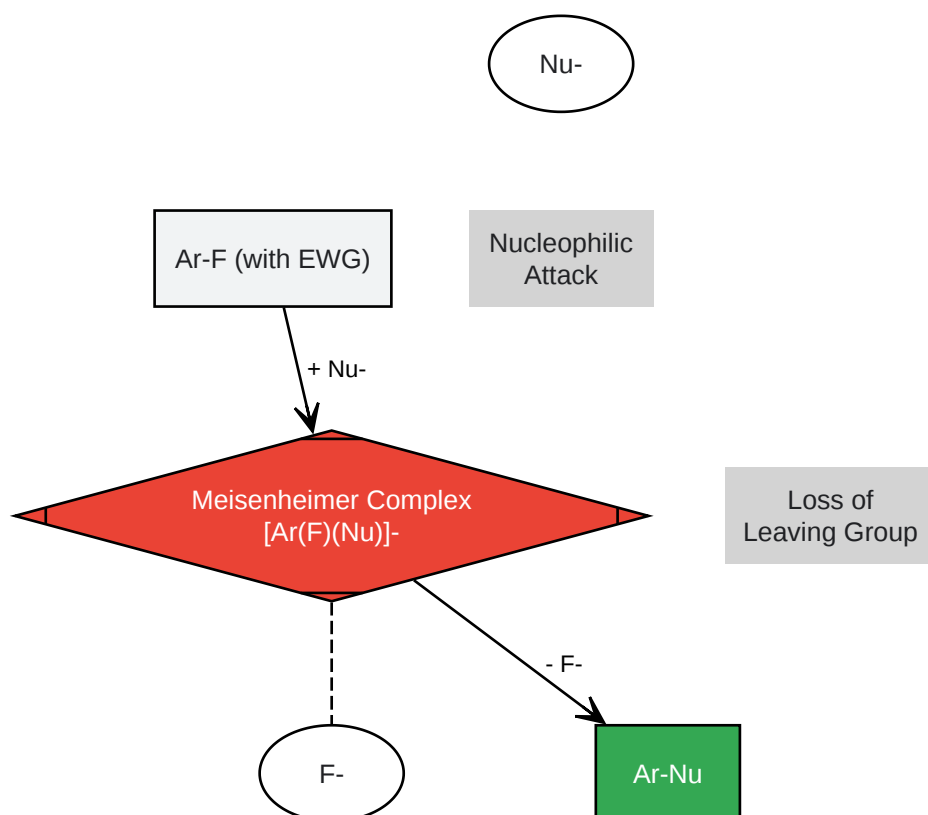 Nu-
Ar-F (with EWG)
Nucleophilic
Attack
+ Nu-
Meisenheimer Complex
[Ar(F)(Nu)]-
Loss of
Leaving Group
- F-
F-
Ar-Nu